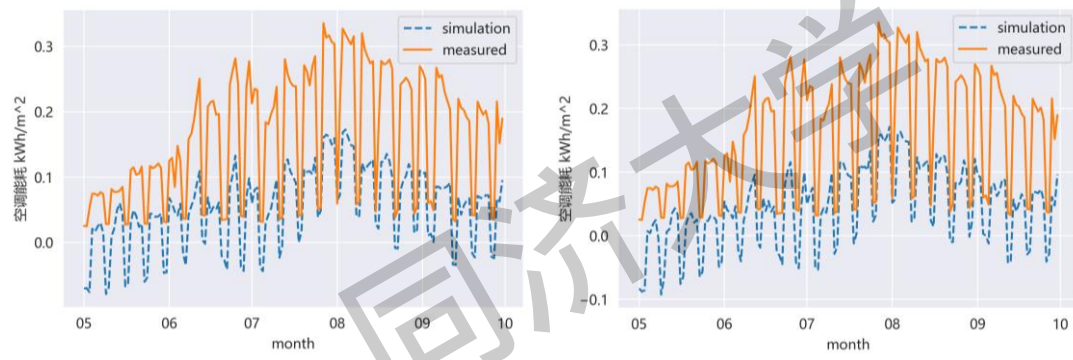 simulation
measured
0.3
0.2
0.1
0.0
空调能耗 kWh/m^2
05
06
07
08
09
10
month
simulation
measured
0.3
0.2
0.1
0.0
−0.1
空调能耗 kWh/m^2
05
06
07
08
09
10
month
同济大学